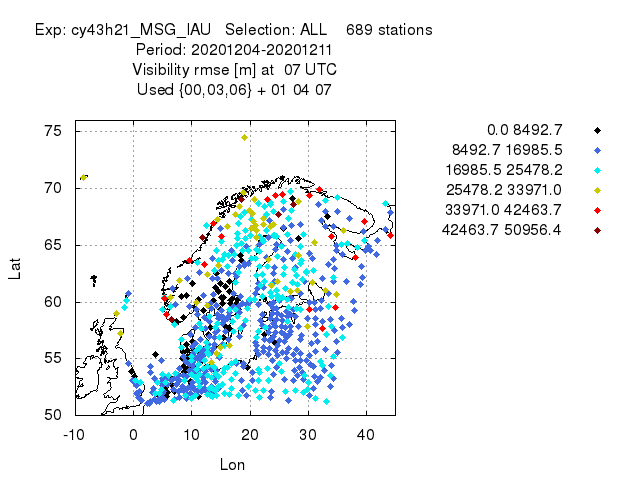 Exp: cy43h21_MSG_IAU   Selection: ALL    689 stations
Period: 20201204-20201211
Visibility rmse [m] at  07 UTC
Used {00,03,06} + 01 04 07
0.0 8492.7
8492.7 16985.5
16985.5 25478.2
25478.2 33971.0
33971.0 42463.7
42463.7 50956.4
Lat
75
70
65
60
55
50
-10 0 10 20 30 40
Lon